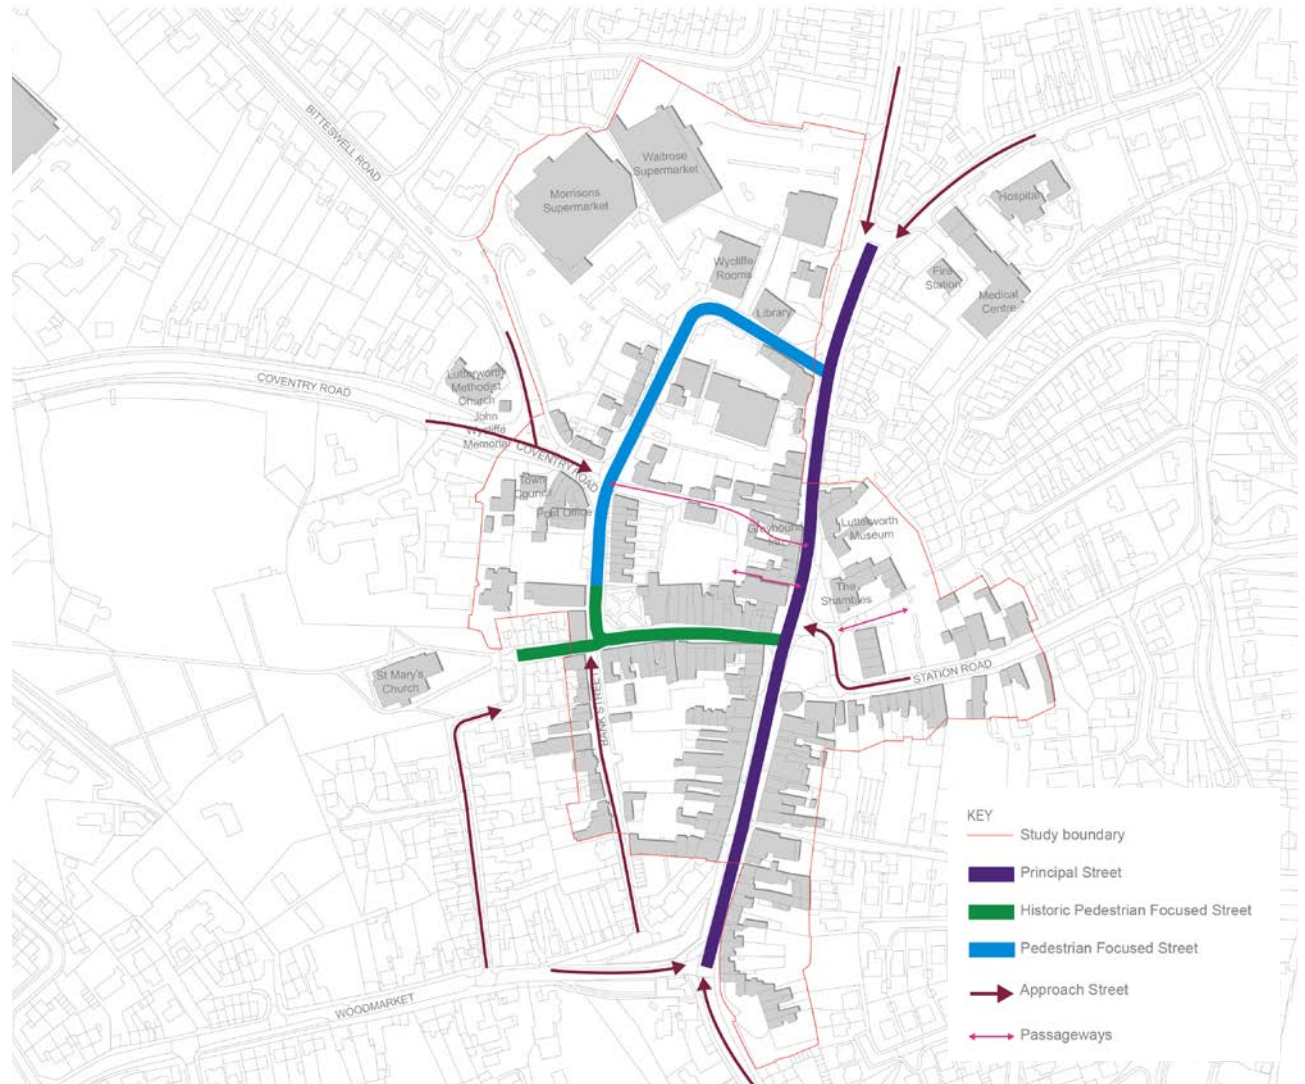 BITTESWELL ROAD
Waitrose
Supermarket
Morrisons
Supermarket
Hospital
Wycliffe
Rooms
Fire
Station
Medical
Centre
Library
COVENTRY ROAD
Lutterworth
Methodist
Church
John
Wycliffe
Memorial
COVENTRY ROAD
Town
Council
Post Office
Greyhound
Lutterworth
Museum
The
Shambles
St Mary's
Church
STATION ROAD
BANK STREET
WOODMARKET
KEY
Study boundary
Principal Street
Historic Pedestrian Focused Street
Pedestrian Focused Street
Approach Street
Passageways